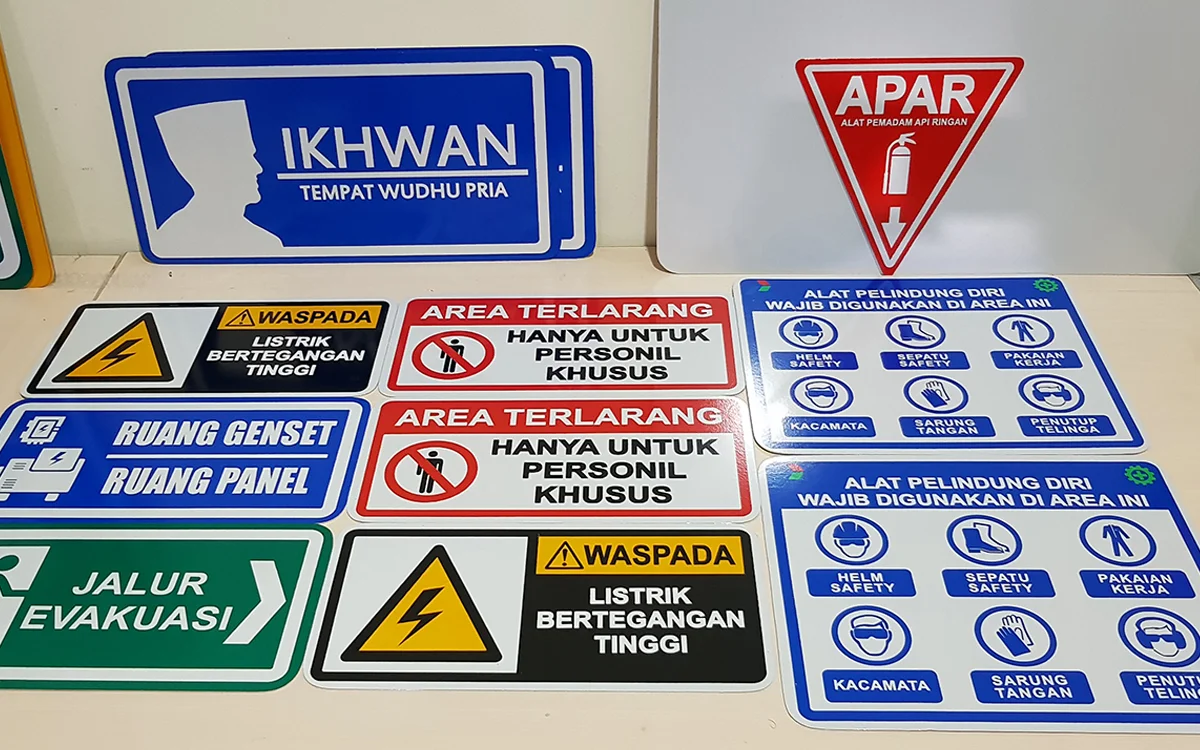 IKHWAN
TEMPAT WUDHU PRIA
APAR
ALAT PEMADAM API RINGAN
WASPADA
LISTRIK
BERTEGANGAN
TINGGI
AREA TERLARANG
HANYA UNTUK
PERSONIL
KHUSUS
ALAT PELINDUNG DIRI
WAJIB DIGUNAKAN DI AREA INI
HELM
SAFETY
SEPATU
SAFETY
PAKAIAN
KERJA
KACAMATA
SARUNG
TANGAN
PENUTUP
TELINGA
RUANG GENSET
RUANG PANEL
AREA TERLARANG
HANYA UNTUK
PERSONIL
KHUSUS
ALAT PELINDUNG DIRI
WAJIB DIGUNAKAN DI AREA INI
HELM
SAFETY
SEPATU
SAFETY
PAKAIAN
KERJA
KACAMATA
SARUNG
TANGAN
PENUTU
TELIN
JALUR
EVAKUASI
WASPADA
LISTRIK
BERTEGANGAN
TINGGI